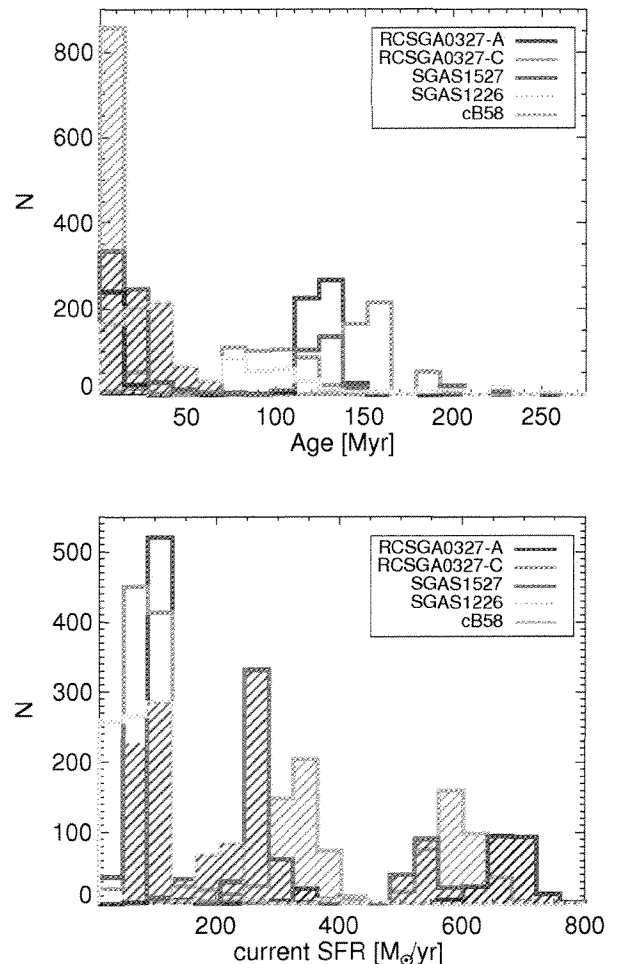 800
600
400
200
0
N
RCSGA0327-A
RCSGA0327-C
SGAS1527
SGAS1226
cB58
50 100 150 200 250
Age [Myr]
500
400
300
200
100
0
N
RCSGA0327-A
RCSGA0327-C
SGAS1527
SGAS1226
cB58
200 400 600 800
current SFR [M☉/yr]